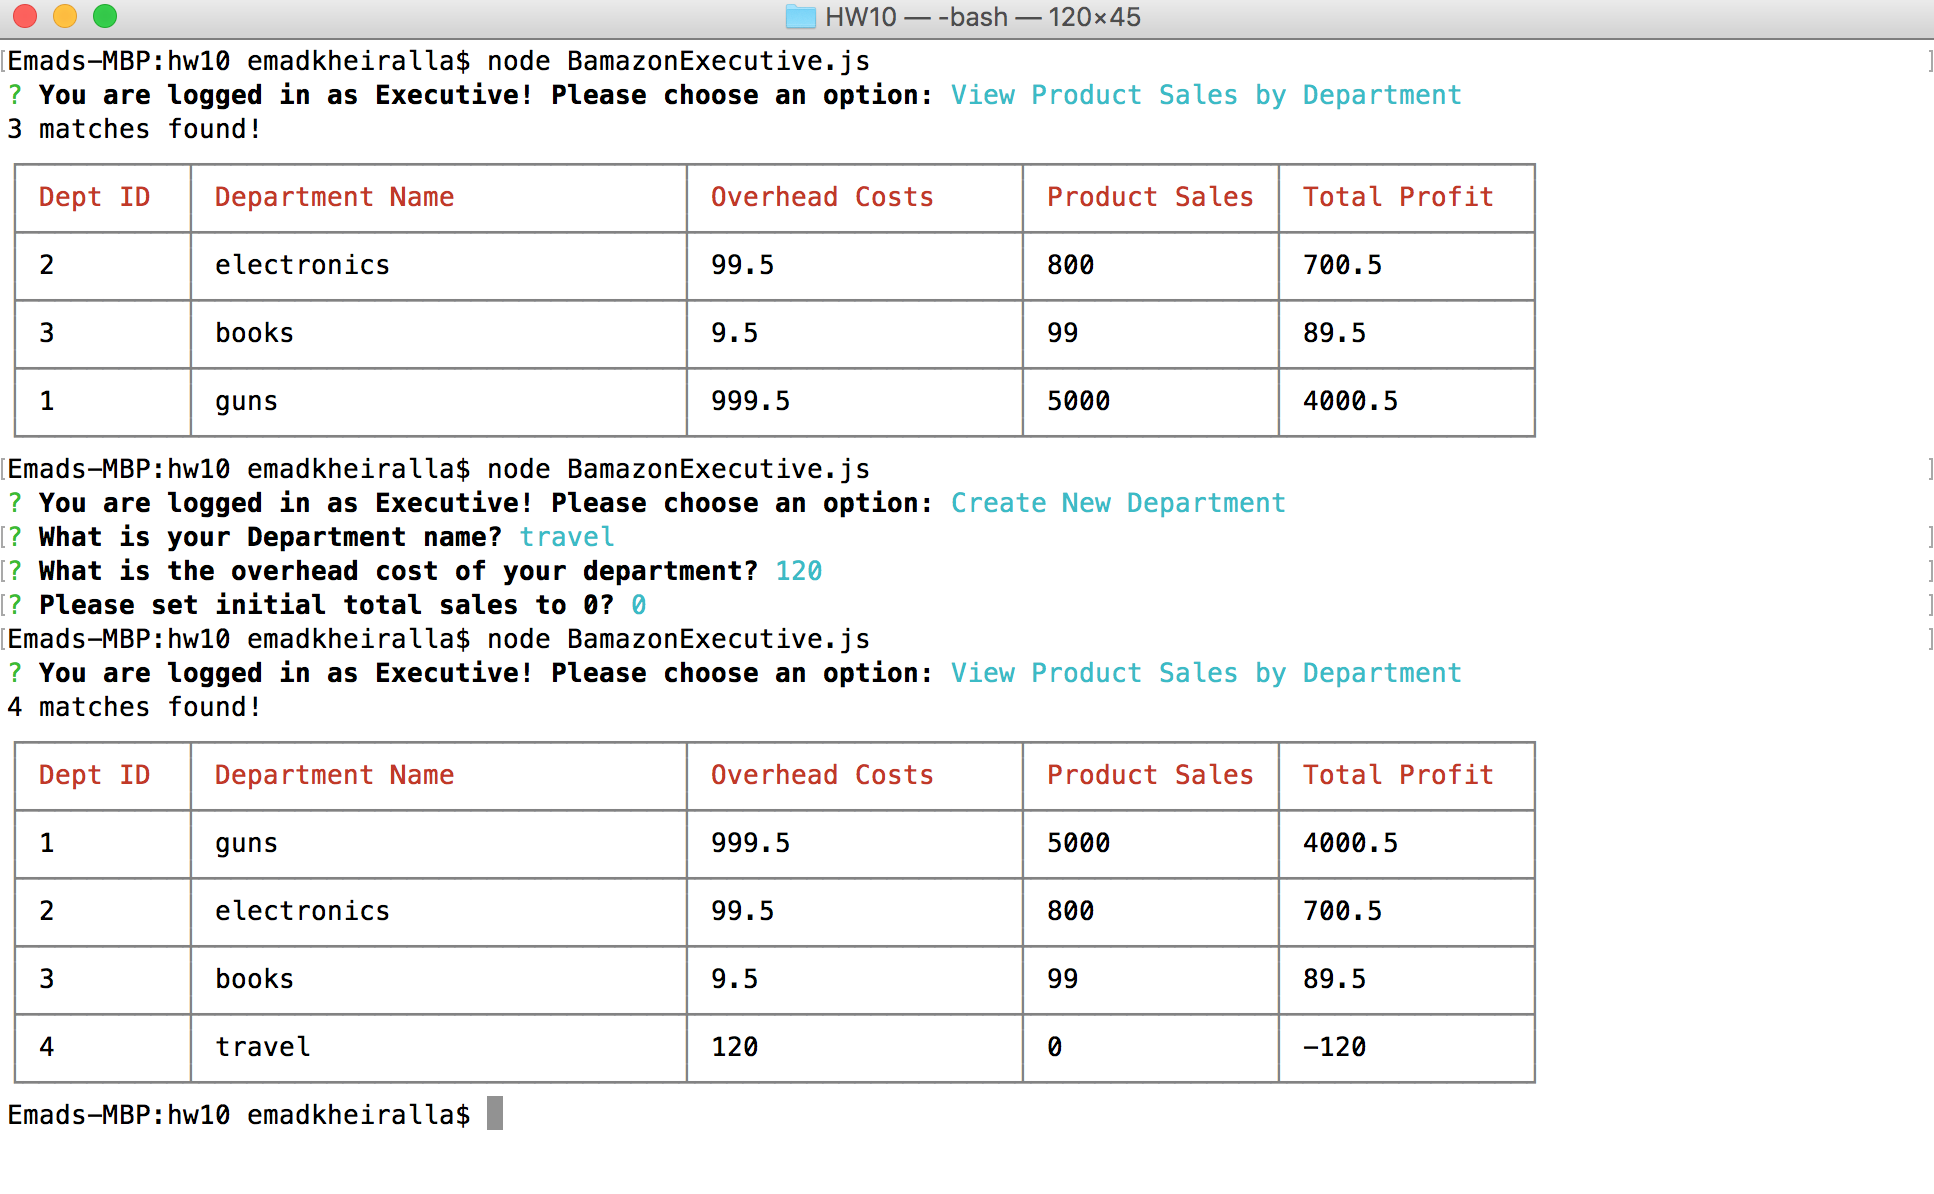 HW10 — -bash — 120×45
Emads-MBP:hw10 emadkheiralla$ node BamazonExecutive.js
? You are logged in as Executive! Please choose an option: View Product Sales by Department
3 matches found!
Dept ID Department Name Overhead Costs Product Sales Total Profit
2 electronics 99.5 800 700.5
3 books 9.5 99 89.5
1 guns 999.5 5000 4000.5
Emads-MBP:hw10 emadkheiralla$ node BamazonExecutive.js
? You are logged in as Executive! Please choose an option: Create New Department
? What is your Department name? travel
? What is the overhead cost of your department? 120
? Please set initial total sales to 0? 0
Emads-MBP:hw10 emadkheiralla$ node BamazonExecutive.js
? You are logged in as Executive! Please choose an option: View Product Sales by Department
4 matches found!
Dept ID Department Name Overhead Costs Product Sales Total Profit
1 guns 999.5 5000 4000.5
2 electronics 99.5 800 700.5
3 books 9.5 99 89.5
4 travel 120 0 -120
Emads-MBP:hw10 emadkheiralla$